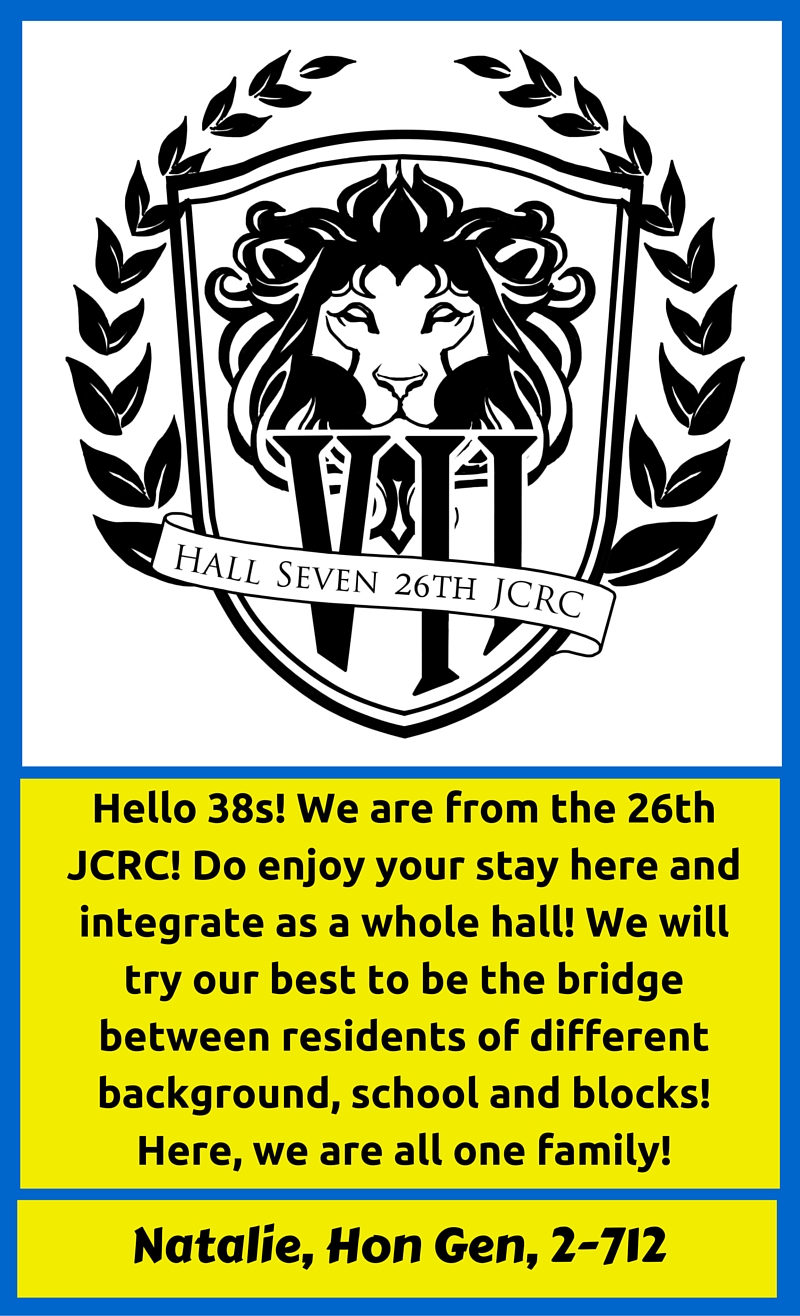 VII
HALL SEVEN 26TH JCRC
Hello 38s! We are from the 26th
JCRC! Do enjoy your stay here and
integrate as a whole hall! We will
try our best to be the bridge
between residents of different
background, school and blocks!
Here, we are all one family!
Natalie, Hon Gen, 2-712